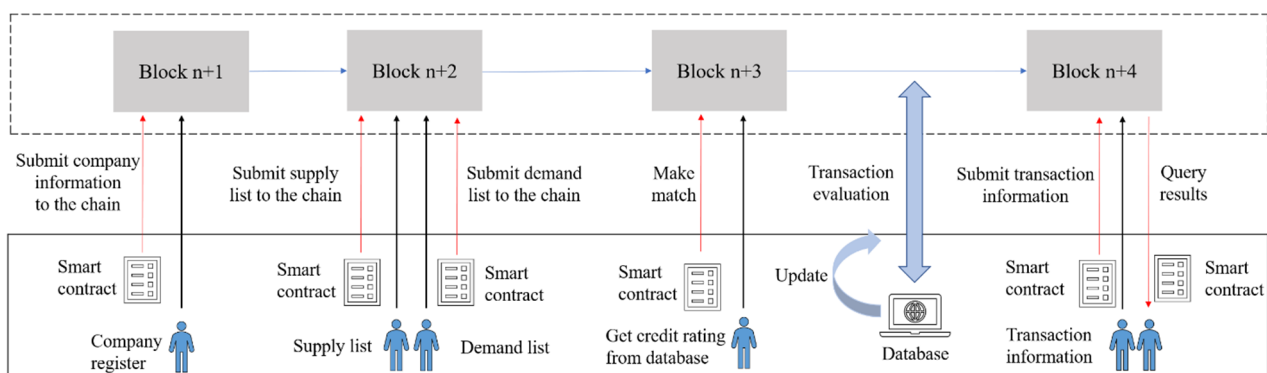 Block n+1
Block n+2
Block n+3
Block n+4
Submit company
information
to the chain
Submit supply
list to the chain
Submit demand
list to the chain
Make
match
Transaction
evaluation
Submit transaction
information
Query
results
Smart
contract
Smart
contract
Smart
contract
Smart
contract
Update
Smart
contract
Smart
contract
Company
register
Supply list
Demand list
Get credit rating
from database
Database
Transaction
information